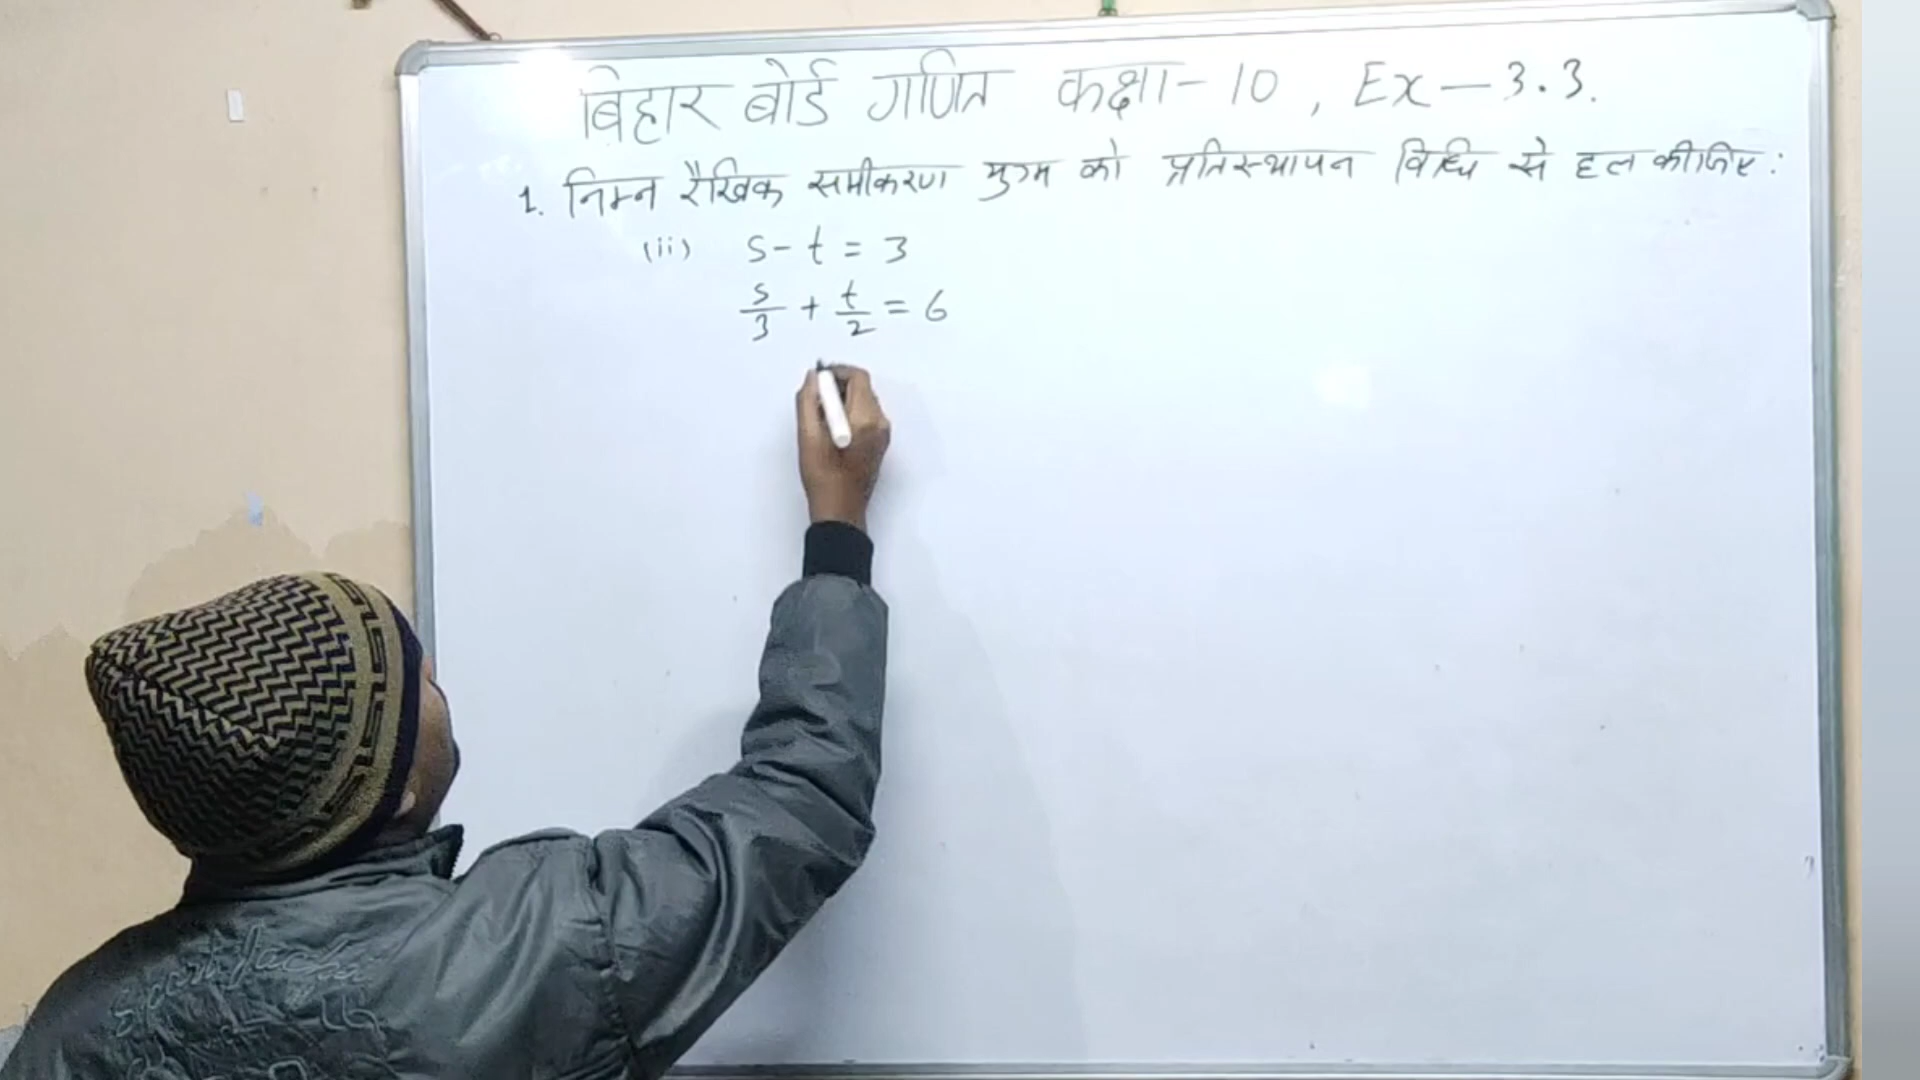 बिहार बोर्ड गणित कक्षा - 10 , Ex - 3.3.
1. निम्न रैखिक समीकरण युग्म को प्रतिस्थापन विधि से हल कीजिए :
(ii) s - t = 3
s/3 + t/2 = 6